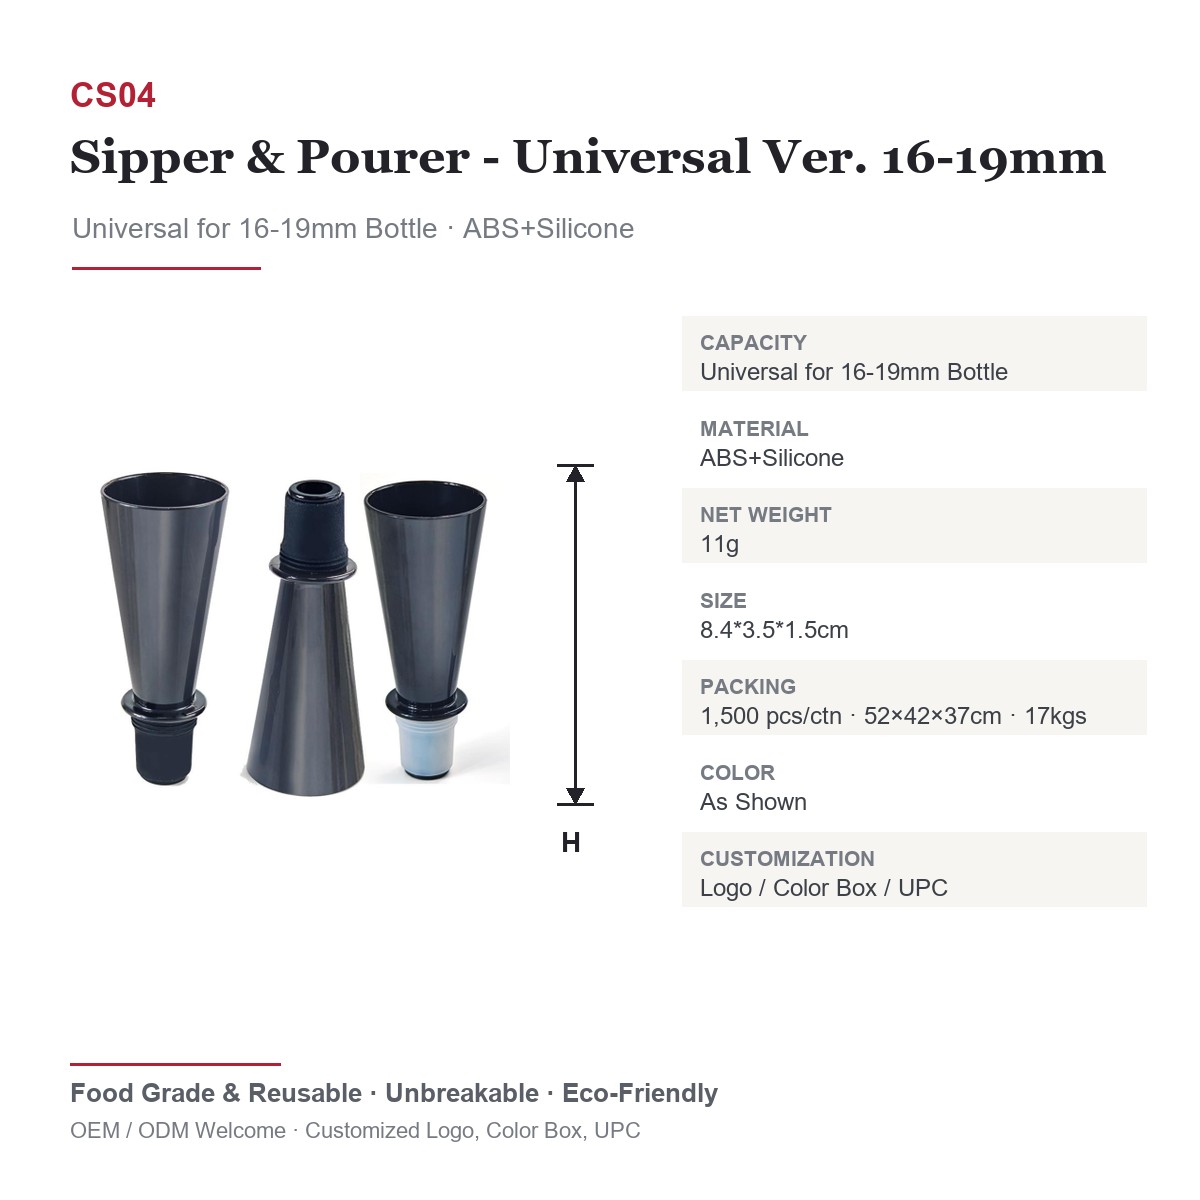 CS04
Sipper & Pourer - Universal Ver. 16-19mm
Universal for 16-19mm Bottle · ABS+Silicone
CAPACITY
Universal for 16-19mm Bottle
MATERIAL
ABS+Silicone
NET WEIGHT
11g
SIZE
8.4*3.5*1.5cm
PACKING
1,500 pcs/ctn · 52×42×37cm · 17kgs
COLOR
As Shown
CUSTOMIZATION
Logo / Color Box / UPC
H
Food Grade & Reusable · Unbreakable · Eco-Friendly
OEM / ODM Welcome · Customized Logo, Color Box, UPC